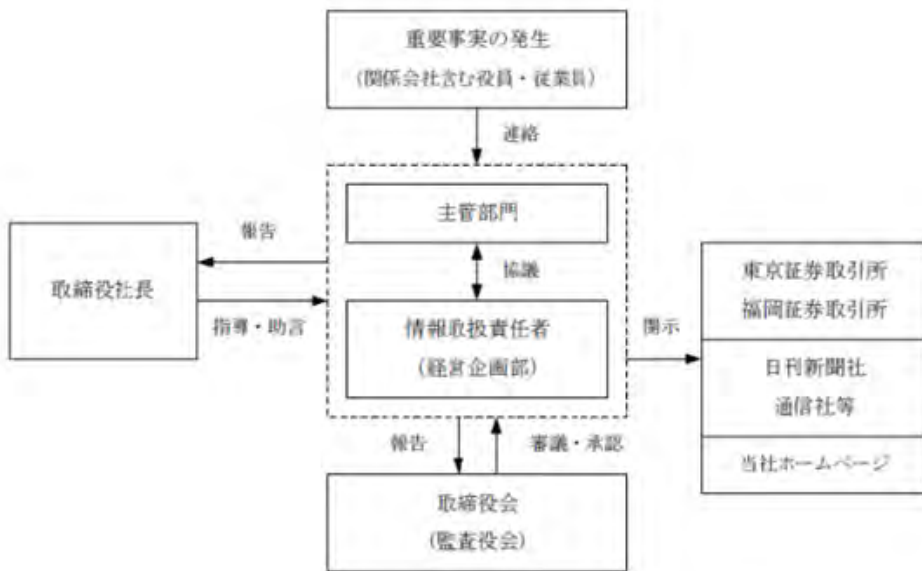 重要事実の発生
(関係会社含む役員・従業員)
連絡
主管部門
報告
協議
取締役社長
指導・助言
情報取扱責任者
(経営企画部)
開示
東京証券取引所
福岡証券取引所
日刊新聞社
通信社等
当社ホームページ
報告
審議・承認
取締役会
(監査役会)